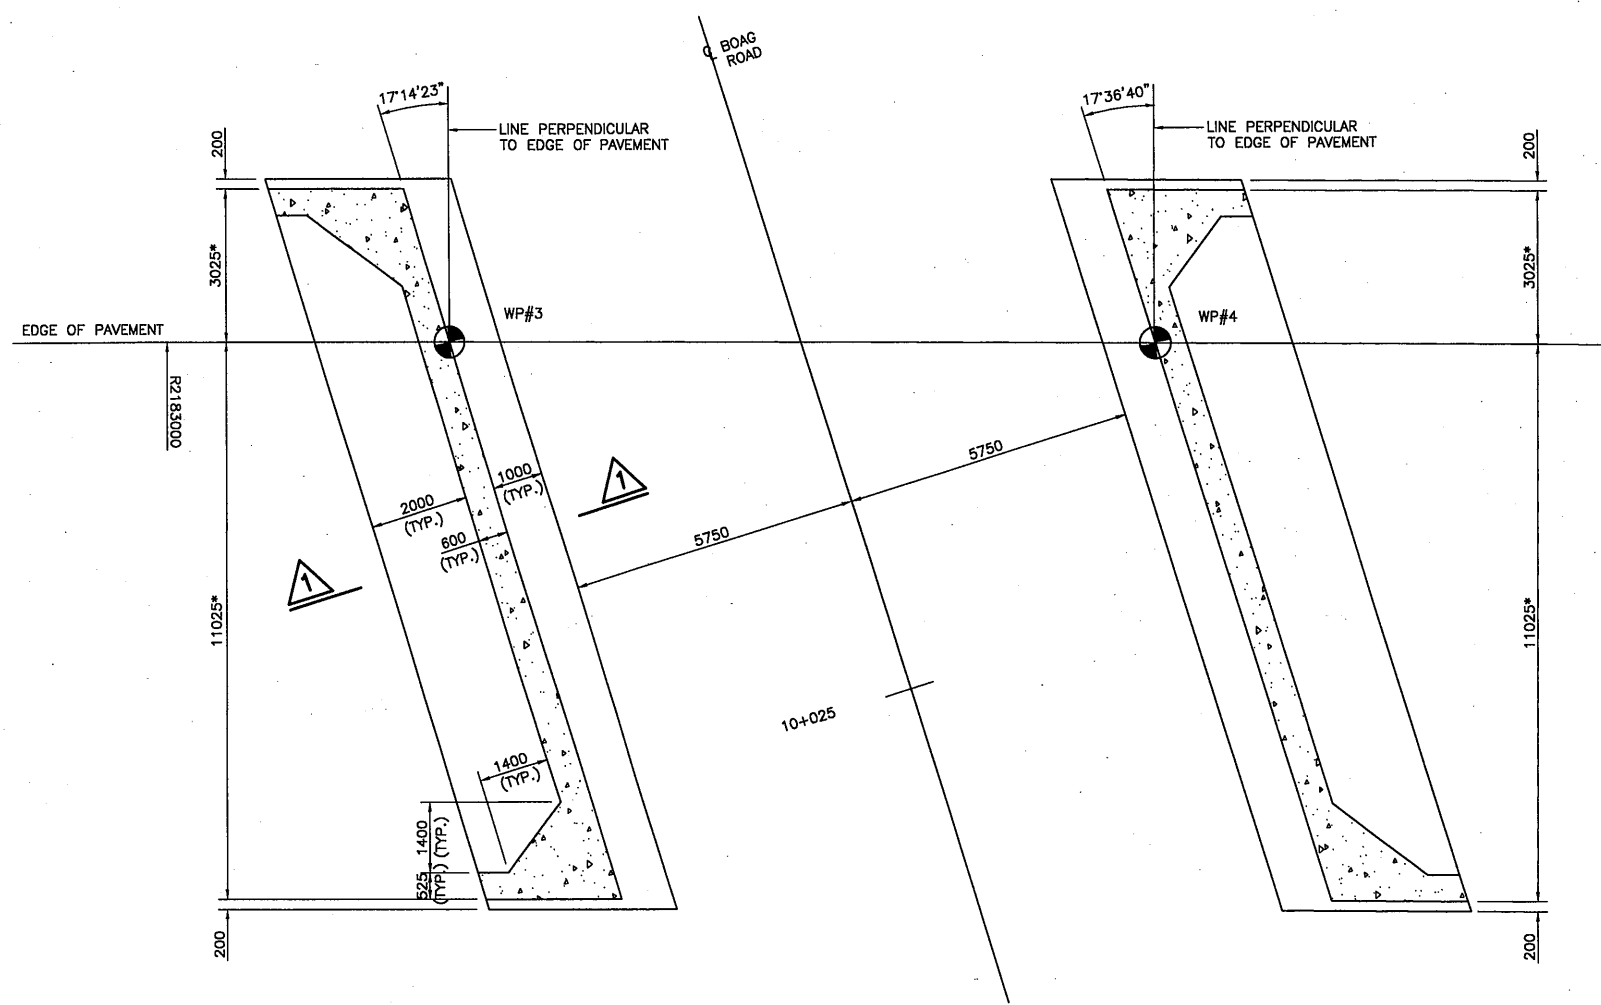 ℄ BOAG
ROAD
17°14'23"
17°36'40"
LINE PERPENDICULAR
TO EDGE OF PAVEMENT
LINE PERPENDICULAR
TO EDGE OF PAVEMENT
200
200
3025*
3025*
WP#3
WP#4
EDGE OF PAVEMENT
R2183000
5750
1000
(TYP.)
1
2000
(TYP.)
5750
600
(TYP.)
1
11025*
11025*
10+025
1400
(TYP.)
1400
(TYP.)
525
(TYP.)
200
200